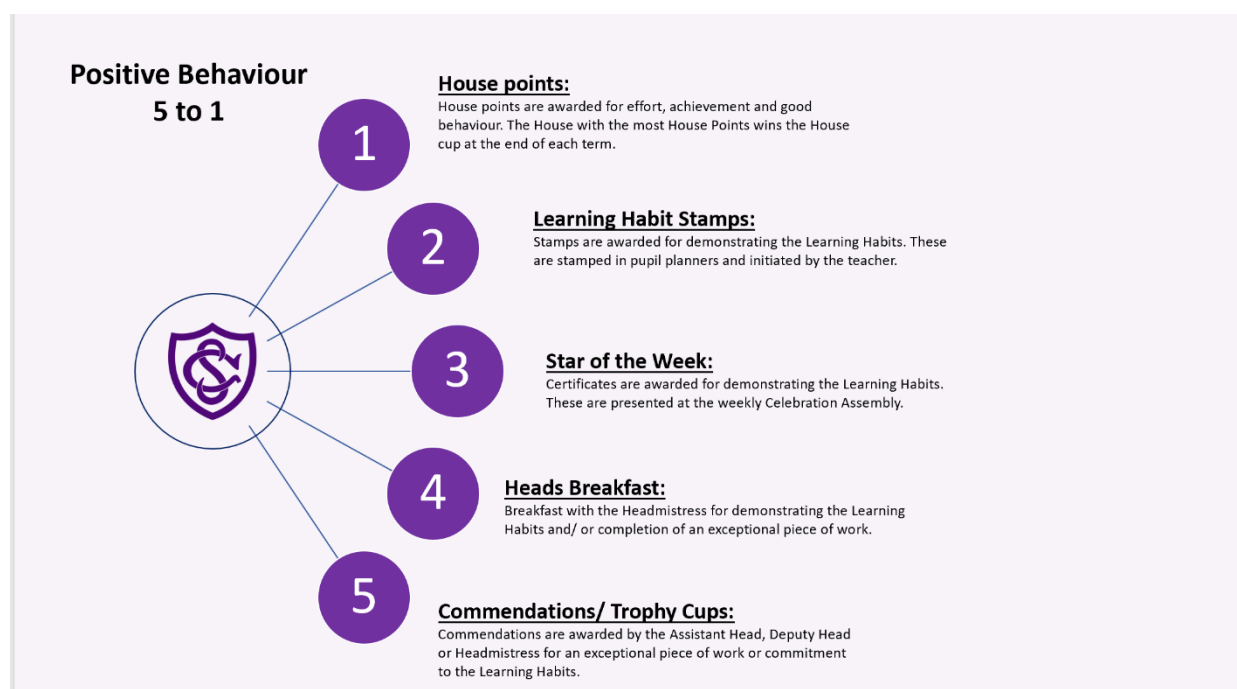 Positive Behaviour
5 to 1
1
House points:
House points are awarded for effort, achievement and good
behaviour. The House with the most House Points wins the House
cup at the end of each term.
2
Learning Habit Stamps:
Stamps are awarded for demonstrating the Learning Habits. These
are stamped in pupil planners and initiated by the teacher.
3
Star of the Week:
Certificates are awarded for demonstrating the Learning Habits.
These are presented at the weekly Celebration Assembly.
4
Heads Breakfast:
Breakfast with the Headmistress for demonstrating the Learning
Habits and/ or completion of an exceptional piece of work.
5
Commendations/ Trophy Cups:
Commendations are awarded by the Assistant Head, Deputy Head
or Headmistress for an exceptional piece of work or commitment
to the Learning Habits.